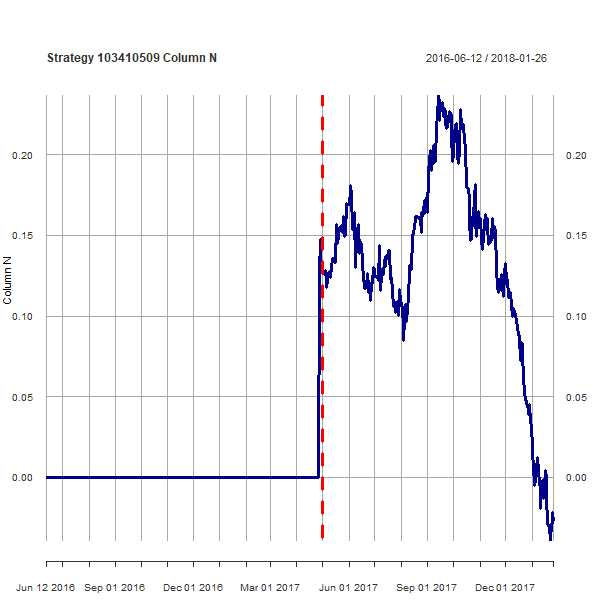 Strategy 103410509 Column N
2016-06-12 / 2018-01-26
0.20
0.20
0.15
0.15
Column N
0.10
0.10
0.05
0.05
0.00
0.00
Jun 12 2016
Sep 01 2016
Dec 01 2016
Mar 01 2017
Jun 01 2017
Sep 01 2017
Dec 01 2017